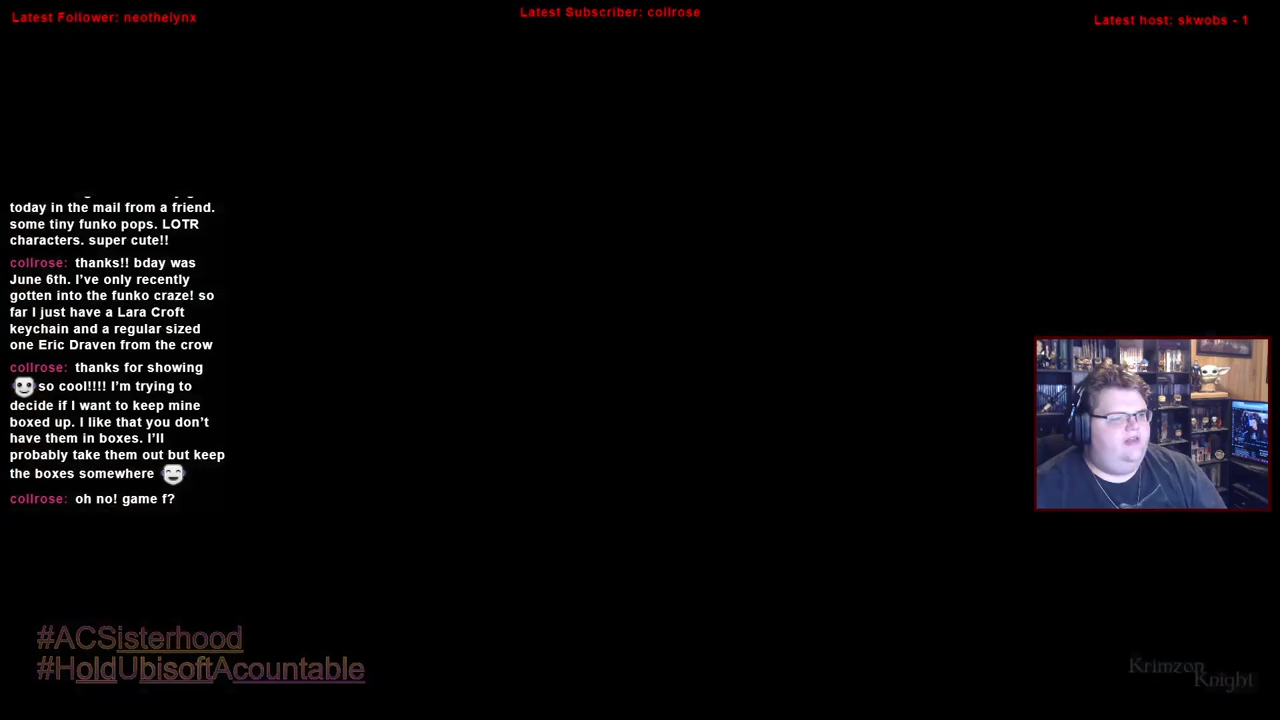 Latest Follower: neothelynx
Latest Subscriber: collrose
Latest host: skwobs - 1
today in the mail from a friend.
some tiny funko pops. LOTR
characters. super cute!!
collrose: thanks!! bday was
June 6th. I've only recently
gotten into the funko craze! so
far I just have a Lara Croft
keychain and a regular sized
one Eric Draven from the crow
collrose: thanks for showing
so cool!!!! I'm trying to
decide if I want to keep mine
boxed up. I like that you don't
have them in boxes. I'll
probably take them out but keep
the boxes somewhere
collrose: oh no! game f?
#ACSisterhood
#HoldUbisoftAcountable
Krimzon
Knight